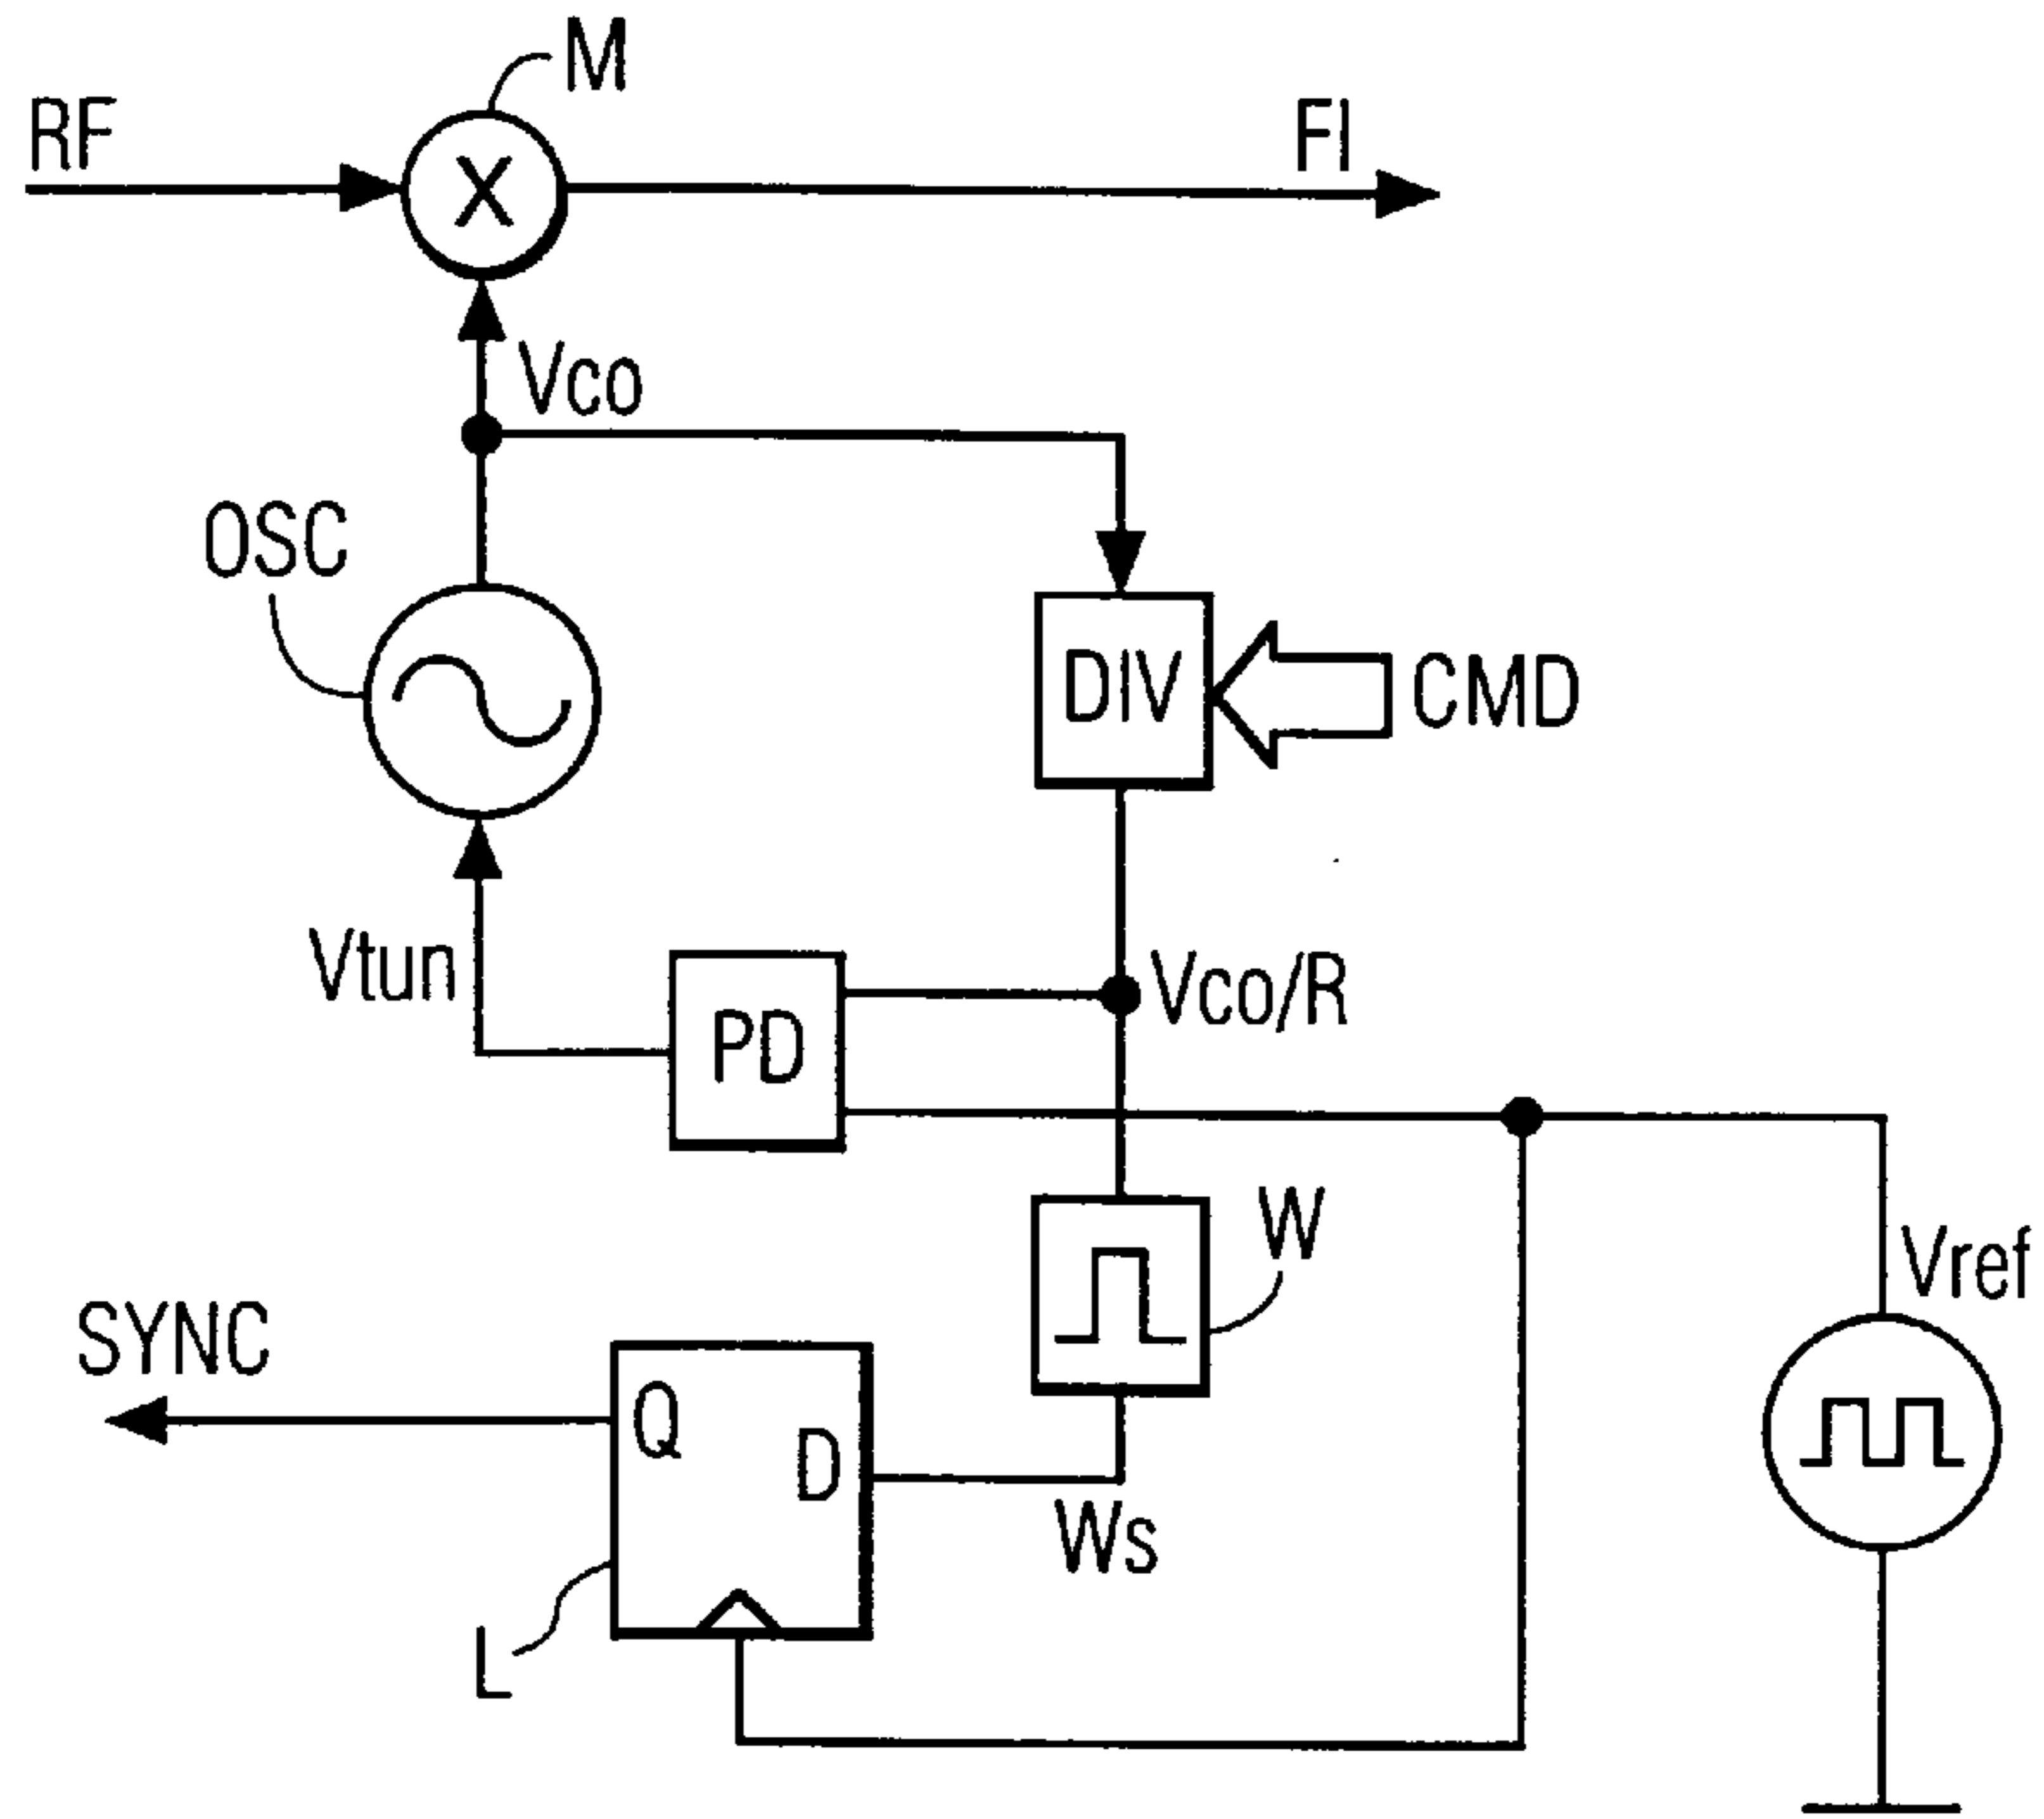 M
RF
FI
X
Vco
OSC
DIV
CMD
Vtun
Vco/R
PD
W
Vref
SYNC
Q
D
Ws
L